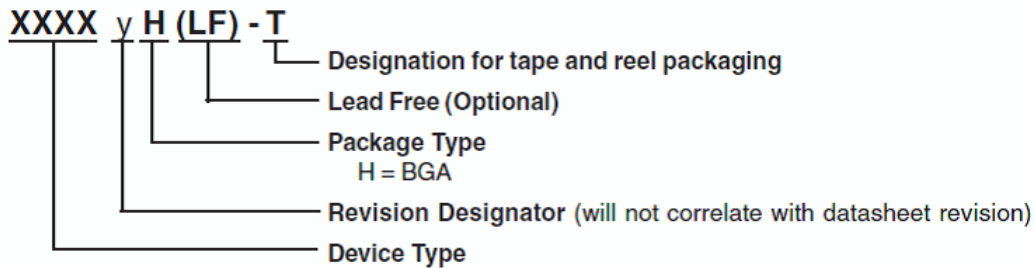 XXXX y H (LF) - T
Designation for tape and reel packaging
Lead Free (Optional)
Package Type
H = BGA
Revision Designator (will not correlate with datasheet revision)
Device Type